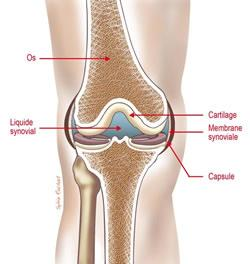 Os
Cartilage
Liquide
synovial
Membrane
synoviale
Capsule